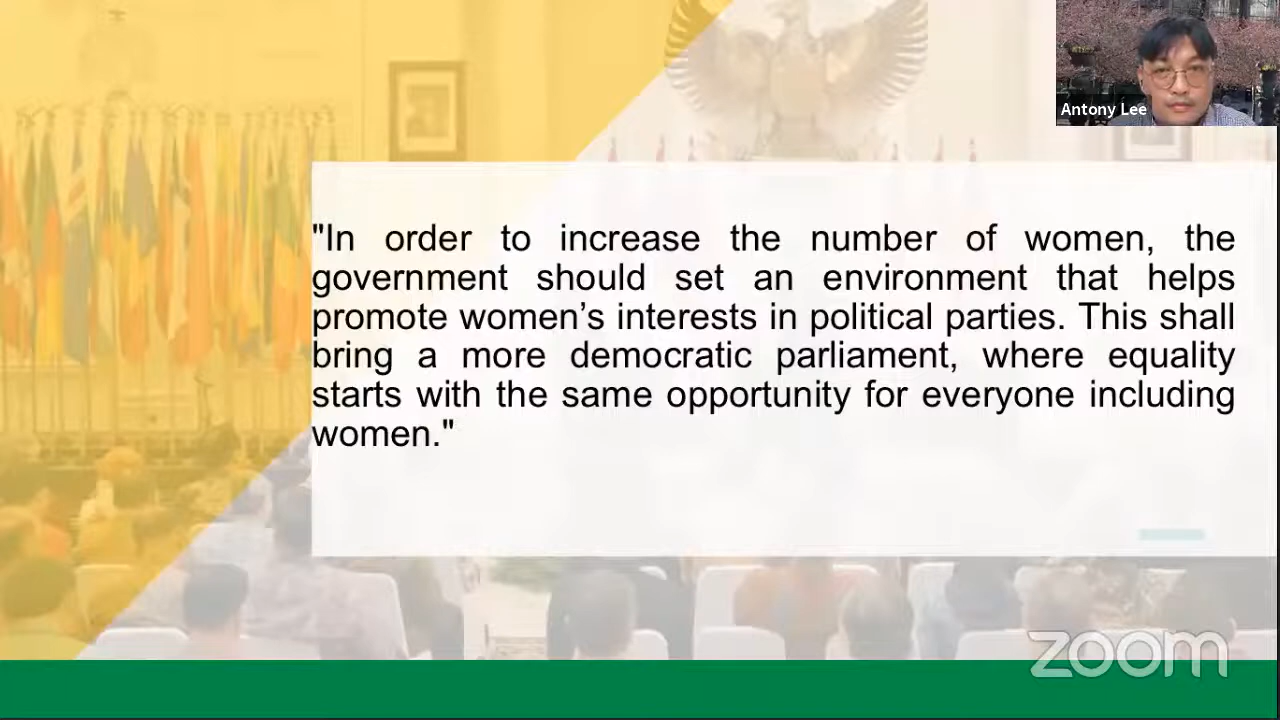 Antony Lee
"In order to increase the number of women, the
government should set an environment that helps
promote women’s interests in political parties. This shall
bring a more democratic parliament, where equality
starts with the same opportunity for everyone including
women."
zoom